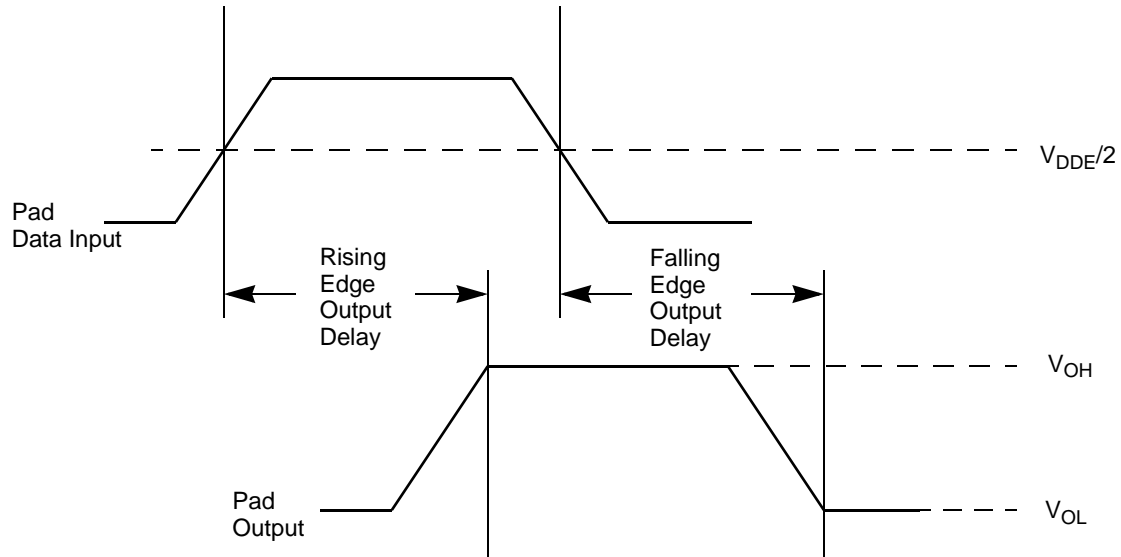 V_DDE/2
Pad
Data Input
Rising
Edge
Output
Delay
Falling
Edge
Output
Delay
V_OH
Pad
Output
V_OL